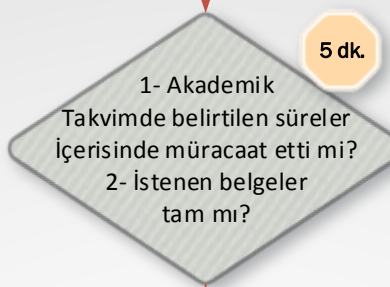 5 dk.
1- Akademik
Takvimde belirtilen süreler
İçerisinde müracaat etti mi?
2- İstenen belgeler
tam mı?